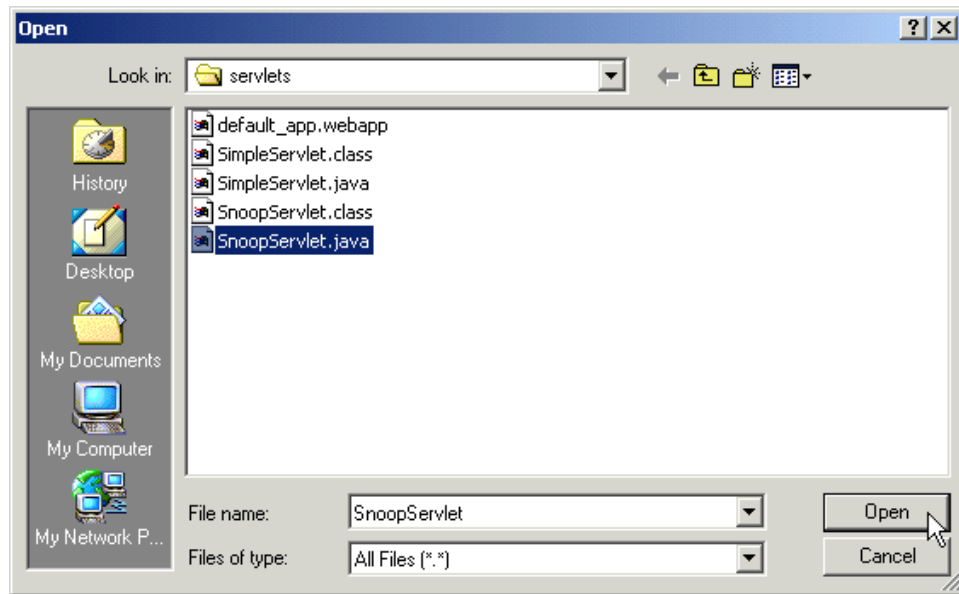 Open
Look in: servlets
default_app.webapp
SimpleServlet.class
SimpleServlet.java
SnoopServlet.class
SnoopServlet.java
History
Desktop
My Documents
My Computer
My Network P...
File name: SnoopServlet Open
Files of type: All Files (*.*) Cancel